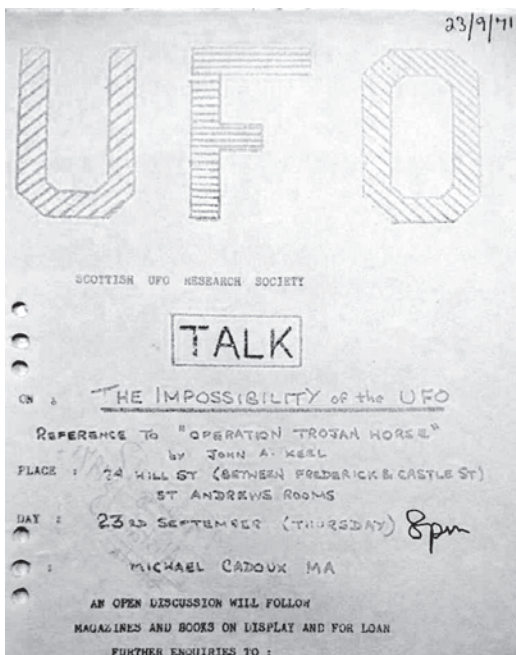 23/9/71
UFO
SCOTTISH UFO RESEARCH SOCIETY
TALK
ON : THE IMPOSSIBILITY of the UFO
REFERENCE TO "OPERATION TROJAN HORSE"
by JOHN A. KEEL
PLACE : 24 HILL ST (BETWEEN FREDERICK & CASTLE ST)
ST ANDREWS ROOMS
DAY : 23RD SEPTEMBER (THURSDAY) 8pm
: MICHAEL CADOUX MA
AN OPEN DISCUSSION WILL FOLLOW
MAGAZINES AND BOOKS ON DISPLAY AND FOR LOAN
FURTHER ENQUIRIES TO :